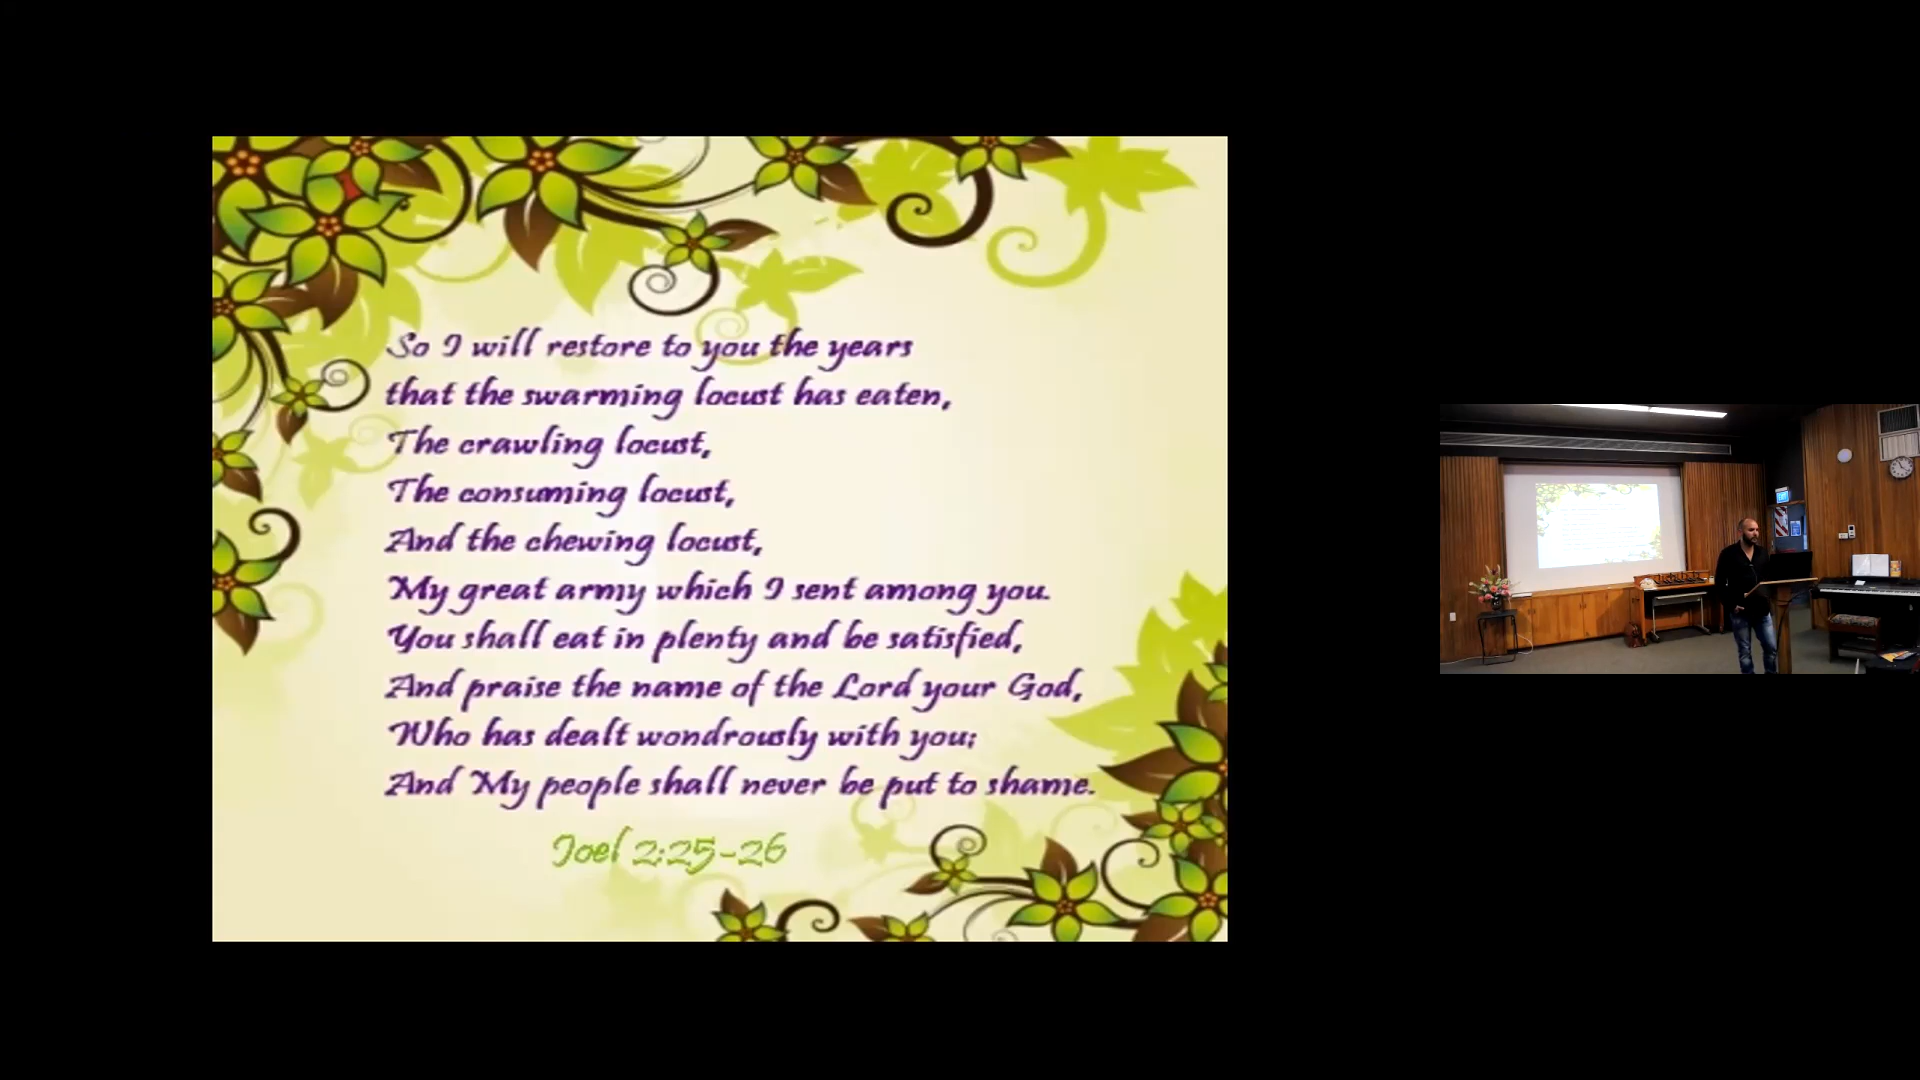 So I will restore to you the years
that the swarming locust has eaten,
The crawling locust,
The consuming locust,
And the chewing locust,
My great army which I sent among you.
You shall eat in plenty and be satisfied,
And praise the name of the Lord your God,
Who has dealt wondrously with you;
And My people shall never be put to shame.
Joel 2:25-26